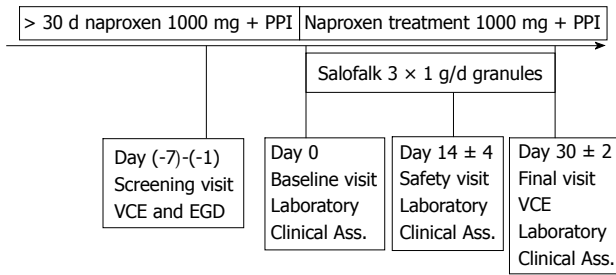 > 30 d naproxen 1000 mg + PPI
Naproxen treatment 1000 mg + PPI
Salofalk 3 × 1 g/d granules
Day (-7)-(-1)
Screening visit
VCE and EGD
Day 0
Baseline visit
Laboratory
Clinical Ass.
Day 14 ± 4
Safety visit
Laboratory
Clinical Ass.
Day 30 ± 2
Final visit
VCE
Laboratory
Clinical Ass.